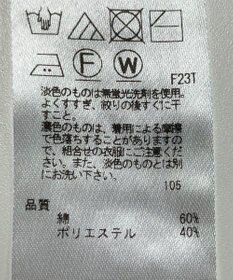 F
W
F23T
淡色のものは無蛍光洗剤を使用。
よくすすぎ、絞りの後すぐ1に干
すこと。
濃色のものは、着用による摩擦
で色落ちすることがありますの
で、組合せの衣服にご注意くださ
い。また、淡色のものとは別
にお洗い下さい。
105
品質
綿 60%
ポリエステル 40%